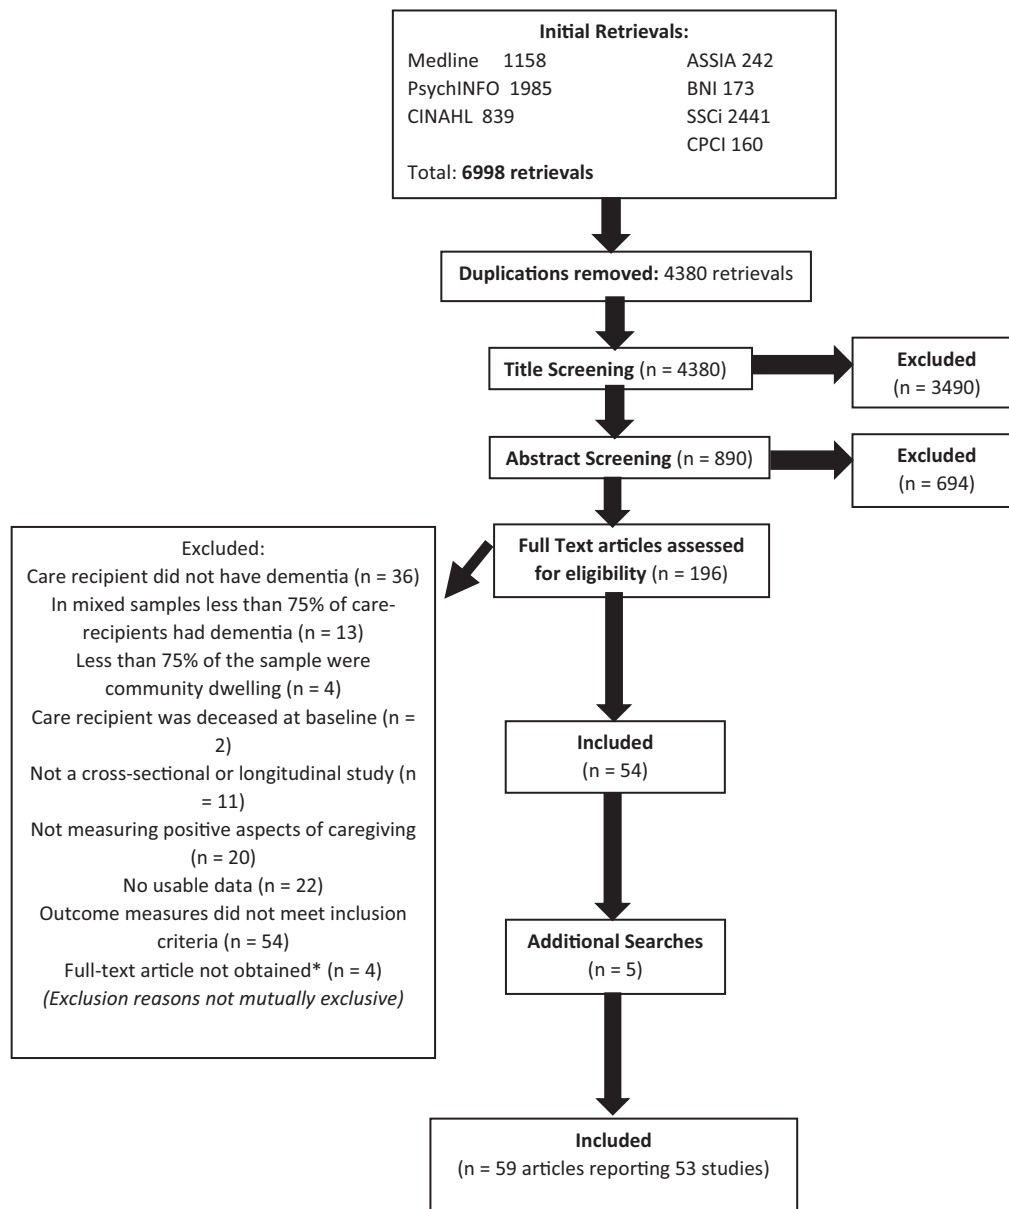 Initial Retrievals:
Medline 1158
PsychINFO 1985
CINAHL 839
ASSIA 242
BNI 173
SSCi 2441
CPCI 160
Total: 6998 retrievals
Duplications removed: 4380 retrievals
Title Screening (n = 4380)
Excluded
(n = 3490)
Abstract Screening (n = 890)
Excluded
(n = 694)
Full Text articles assessed
for eligibility (n = 196)
Excluded:
Care recipient did not have dementia (n = 36)
In mixed samples less than 75% of care-
recipients had dementia (n = 13)
Less than 75% of the sample were
community dwelling (n = 4)
Care recipient was deceased at baseline (n =
2)
Not a cross-sectional or longitudinal study (n
= 11)
Not measuring positive aspects of caregiving
(n = 20)
No usable data (n = 22)
Outcome measures did not meet inclusion
criteria (n = 54)
Full-text article not obtained* (n = 4)
(Exclusion reasons not mutually exclusive)
Included
(n = 54)
Additional Searches
(n = 5)
Included
(n = 59 articles reporting 53 studies)